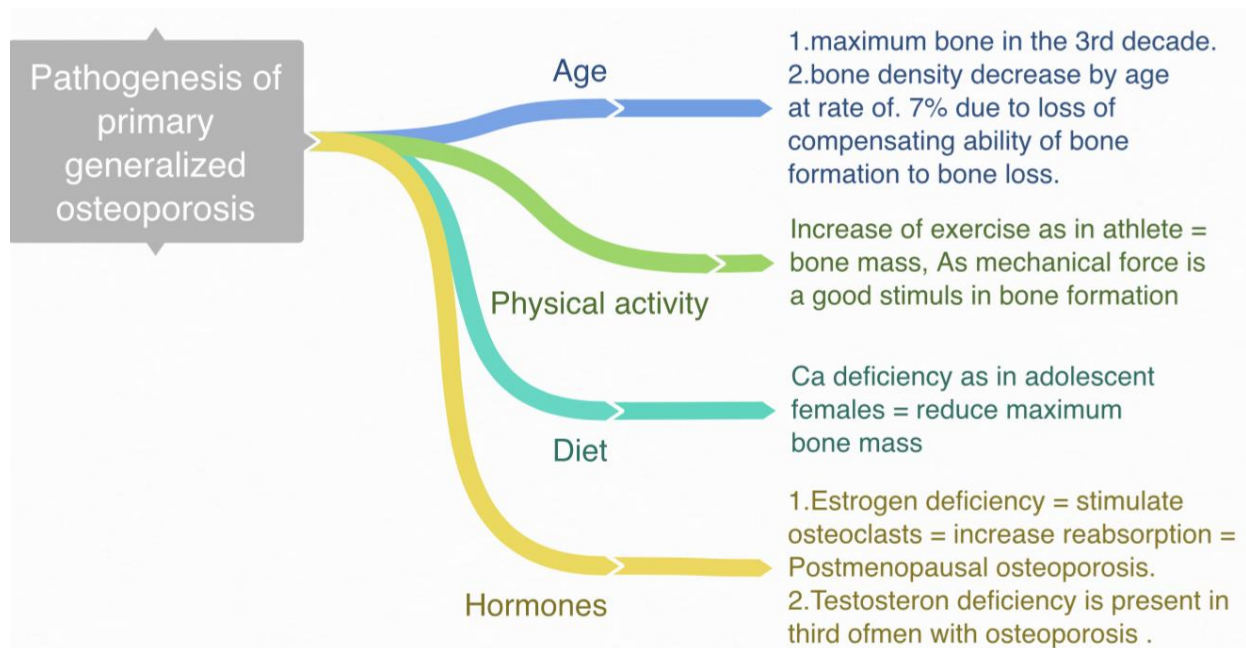 Pathogenesis of
primary
generalized
osteoporosis
Age
1.maximum bone in the 3rd decade.
2.bone density decrease by age
at rate of. 7% due to loss of
compensating ability of bone
formation to bone loss.
Physical activity
Increase of exercise as in athlete =
bone mass, As mechanical force is
a good stimuls in bone formation
Diet
Ca deficiency as in adolescent
females = reduce maximum
bone mass
Hormones
1.Estrogen deficiency = stimulate
osteoclasts = increase reabsorption =
Postmenopausal osteoporosis.
2.Testosteron deficiency is present in
third ofmen with osteoporosis .